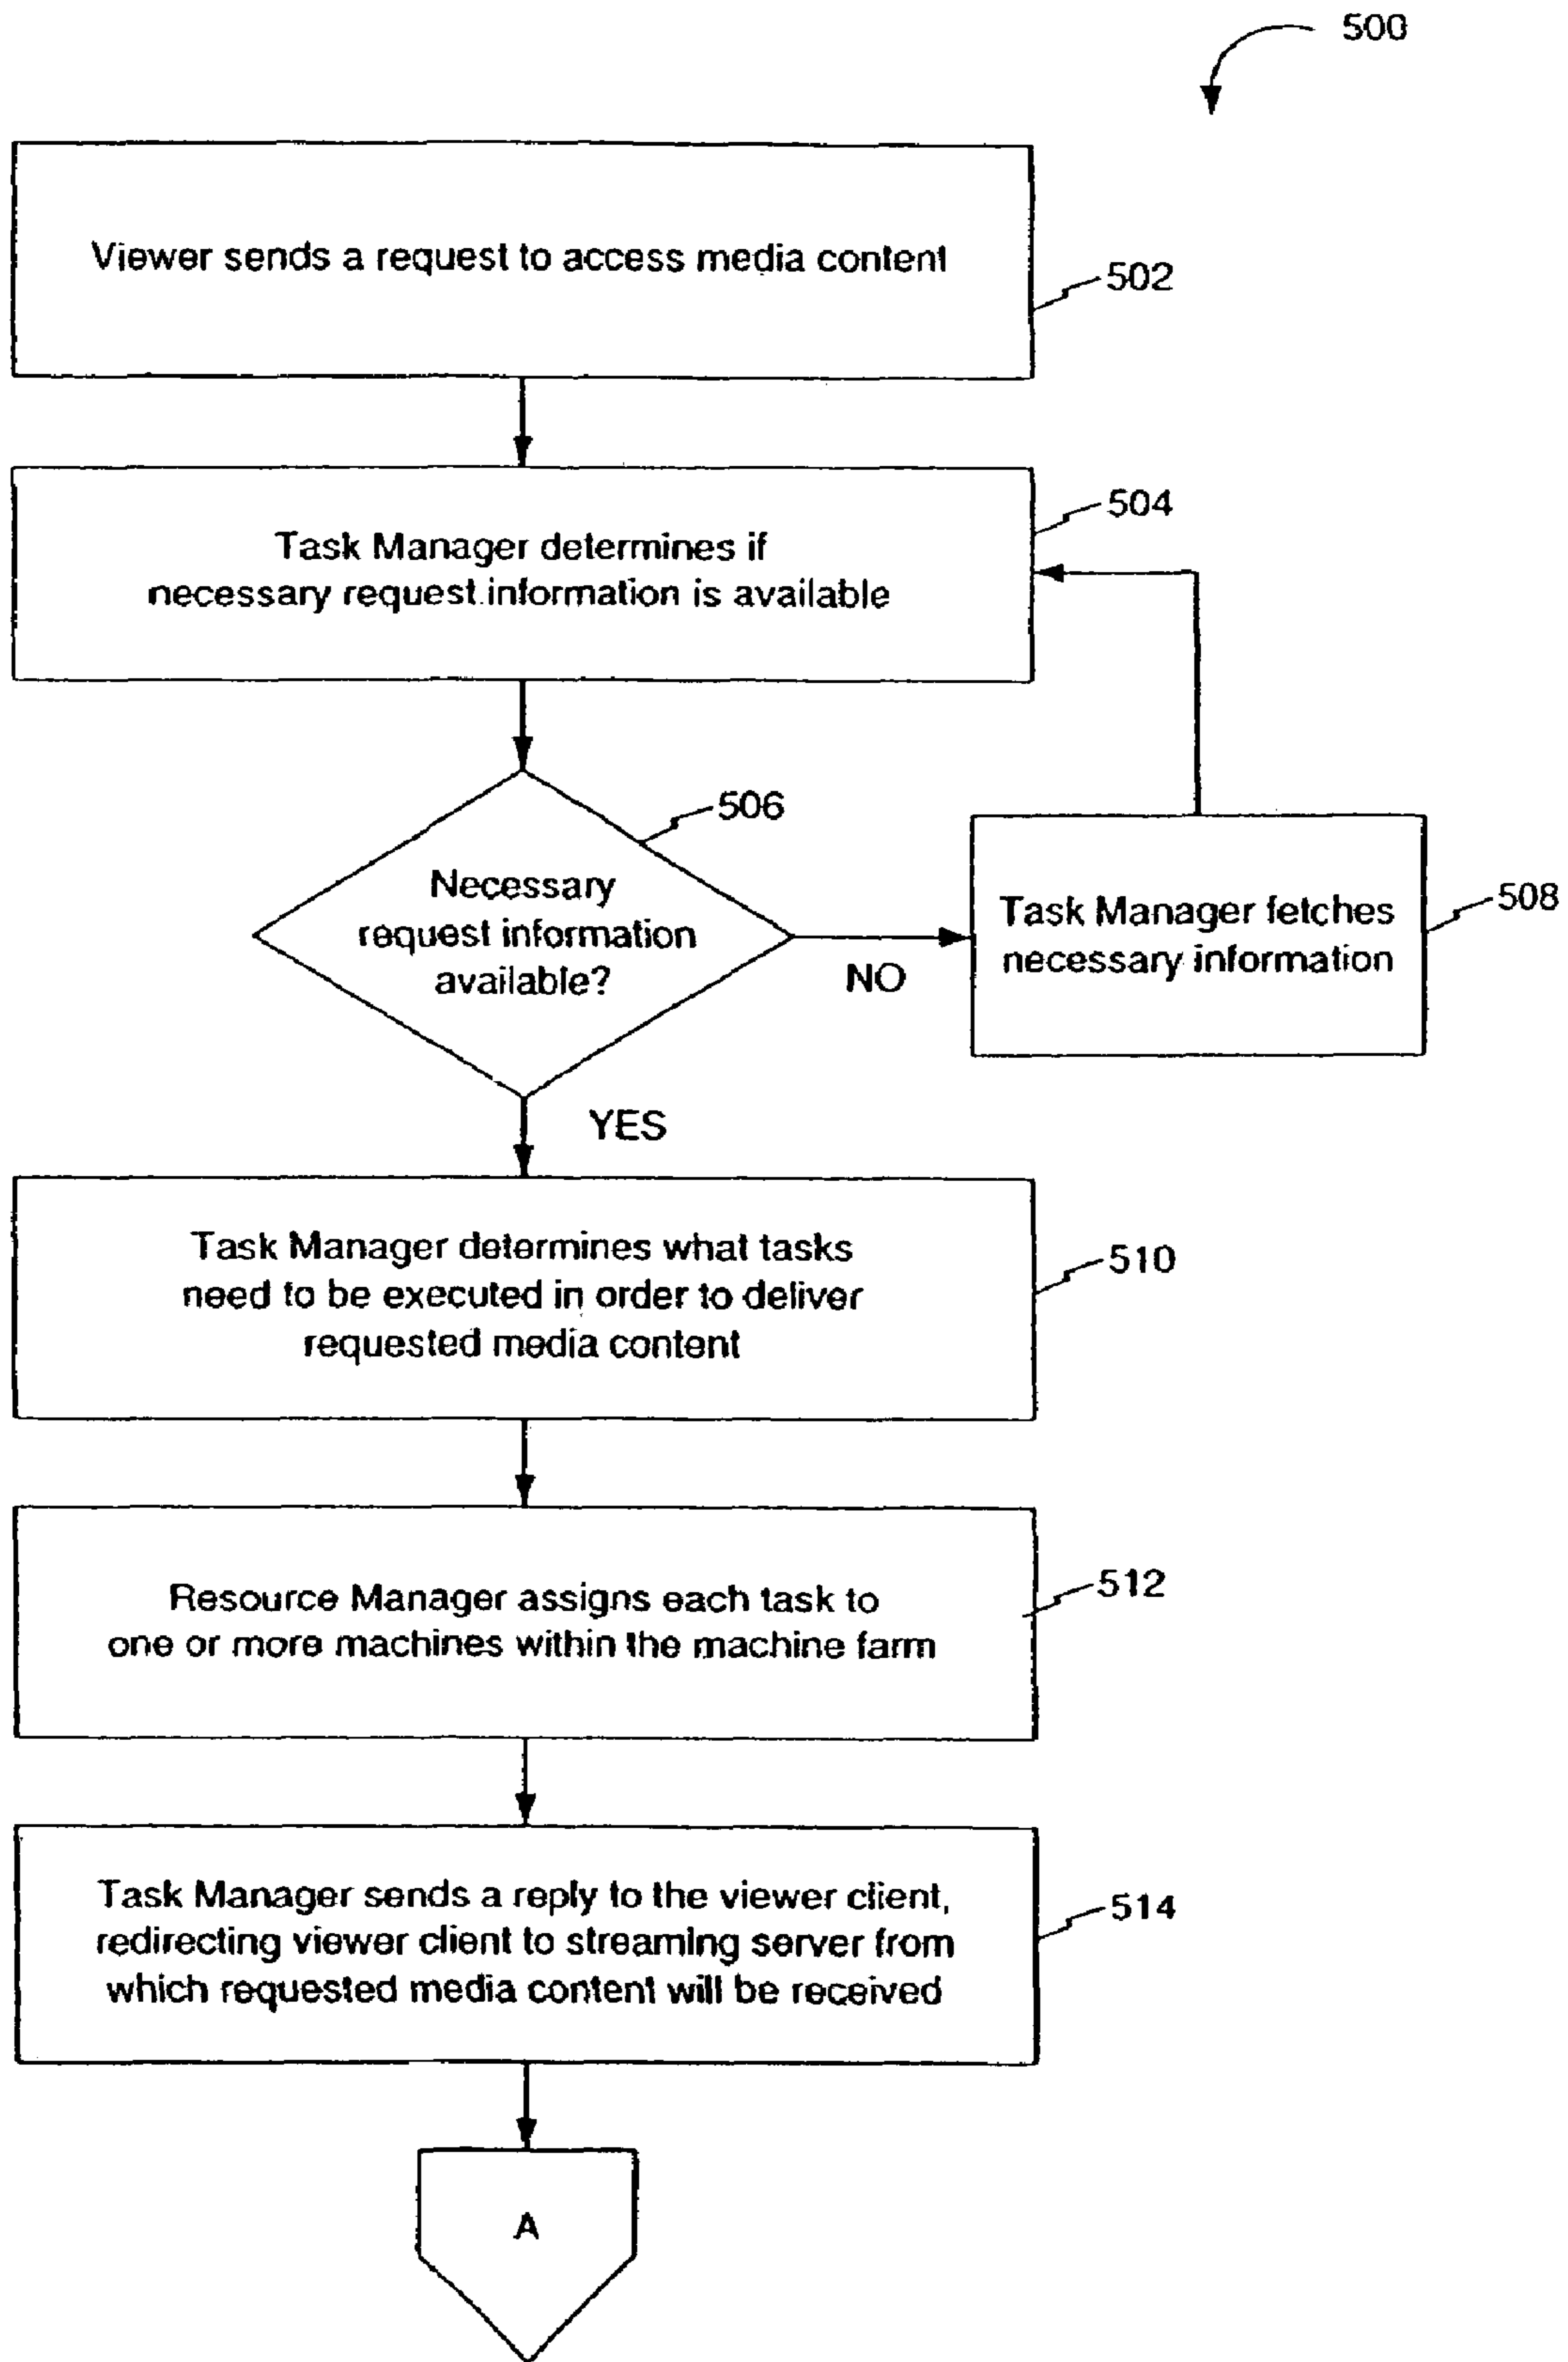 500
Viewer sends a request to access media content
502
504
Task Manager determines if
necessary request information is available
506
Necessary
request information
available?
NO
Task Manager fetches
necessary information
508
YES
Task Manager determines what tasks
need to be executed in order to deliver
requested media content
510
Resource Manager assigns each task to
one or more machines within the machine farm
512
Task Manager sends a reply to the viewer client,
redirecting viewer client to streaming server from
which requested media content will be received
514
A